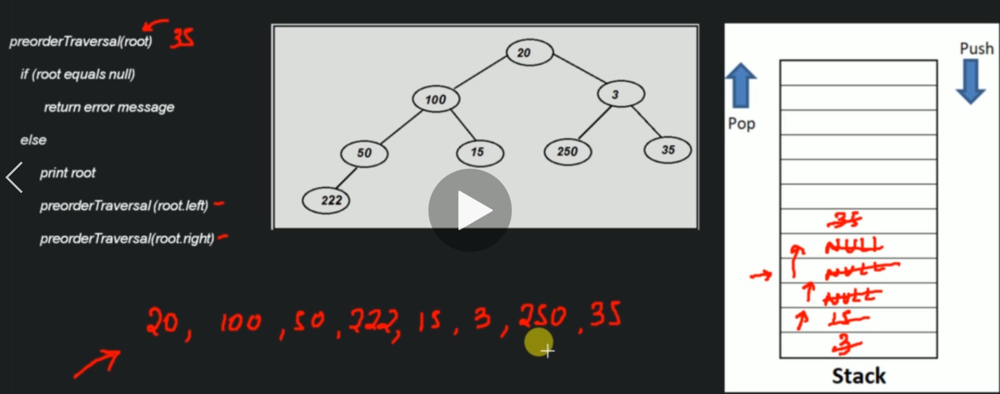 preorderTraversal(root) 35
if (root equals null)
return error message
else
print root
preorderTraversal (root.left) -
preorderTraversal(root.right) -
20
100
3
50
15
250
35
222
20, 100, 50, 222, 15, 3, 250, 35
Push
Pop
35
NULL
NULL
NULL
15
3
Stack